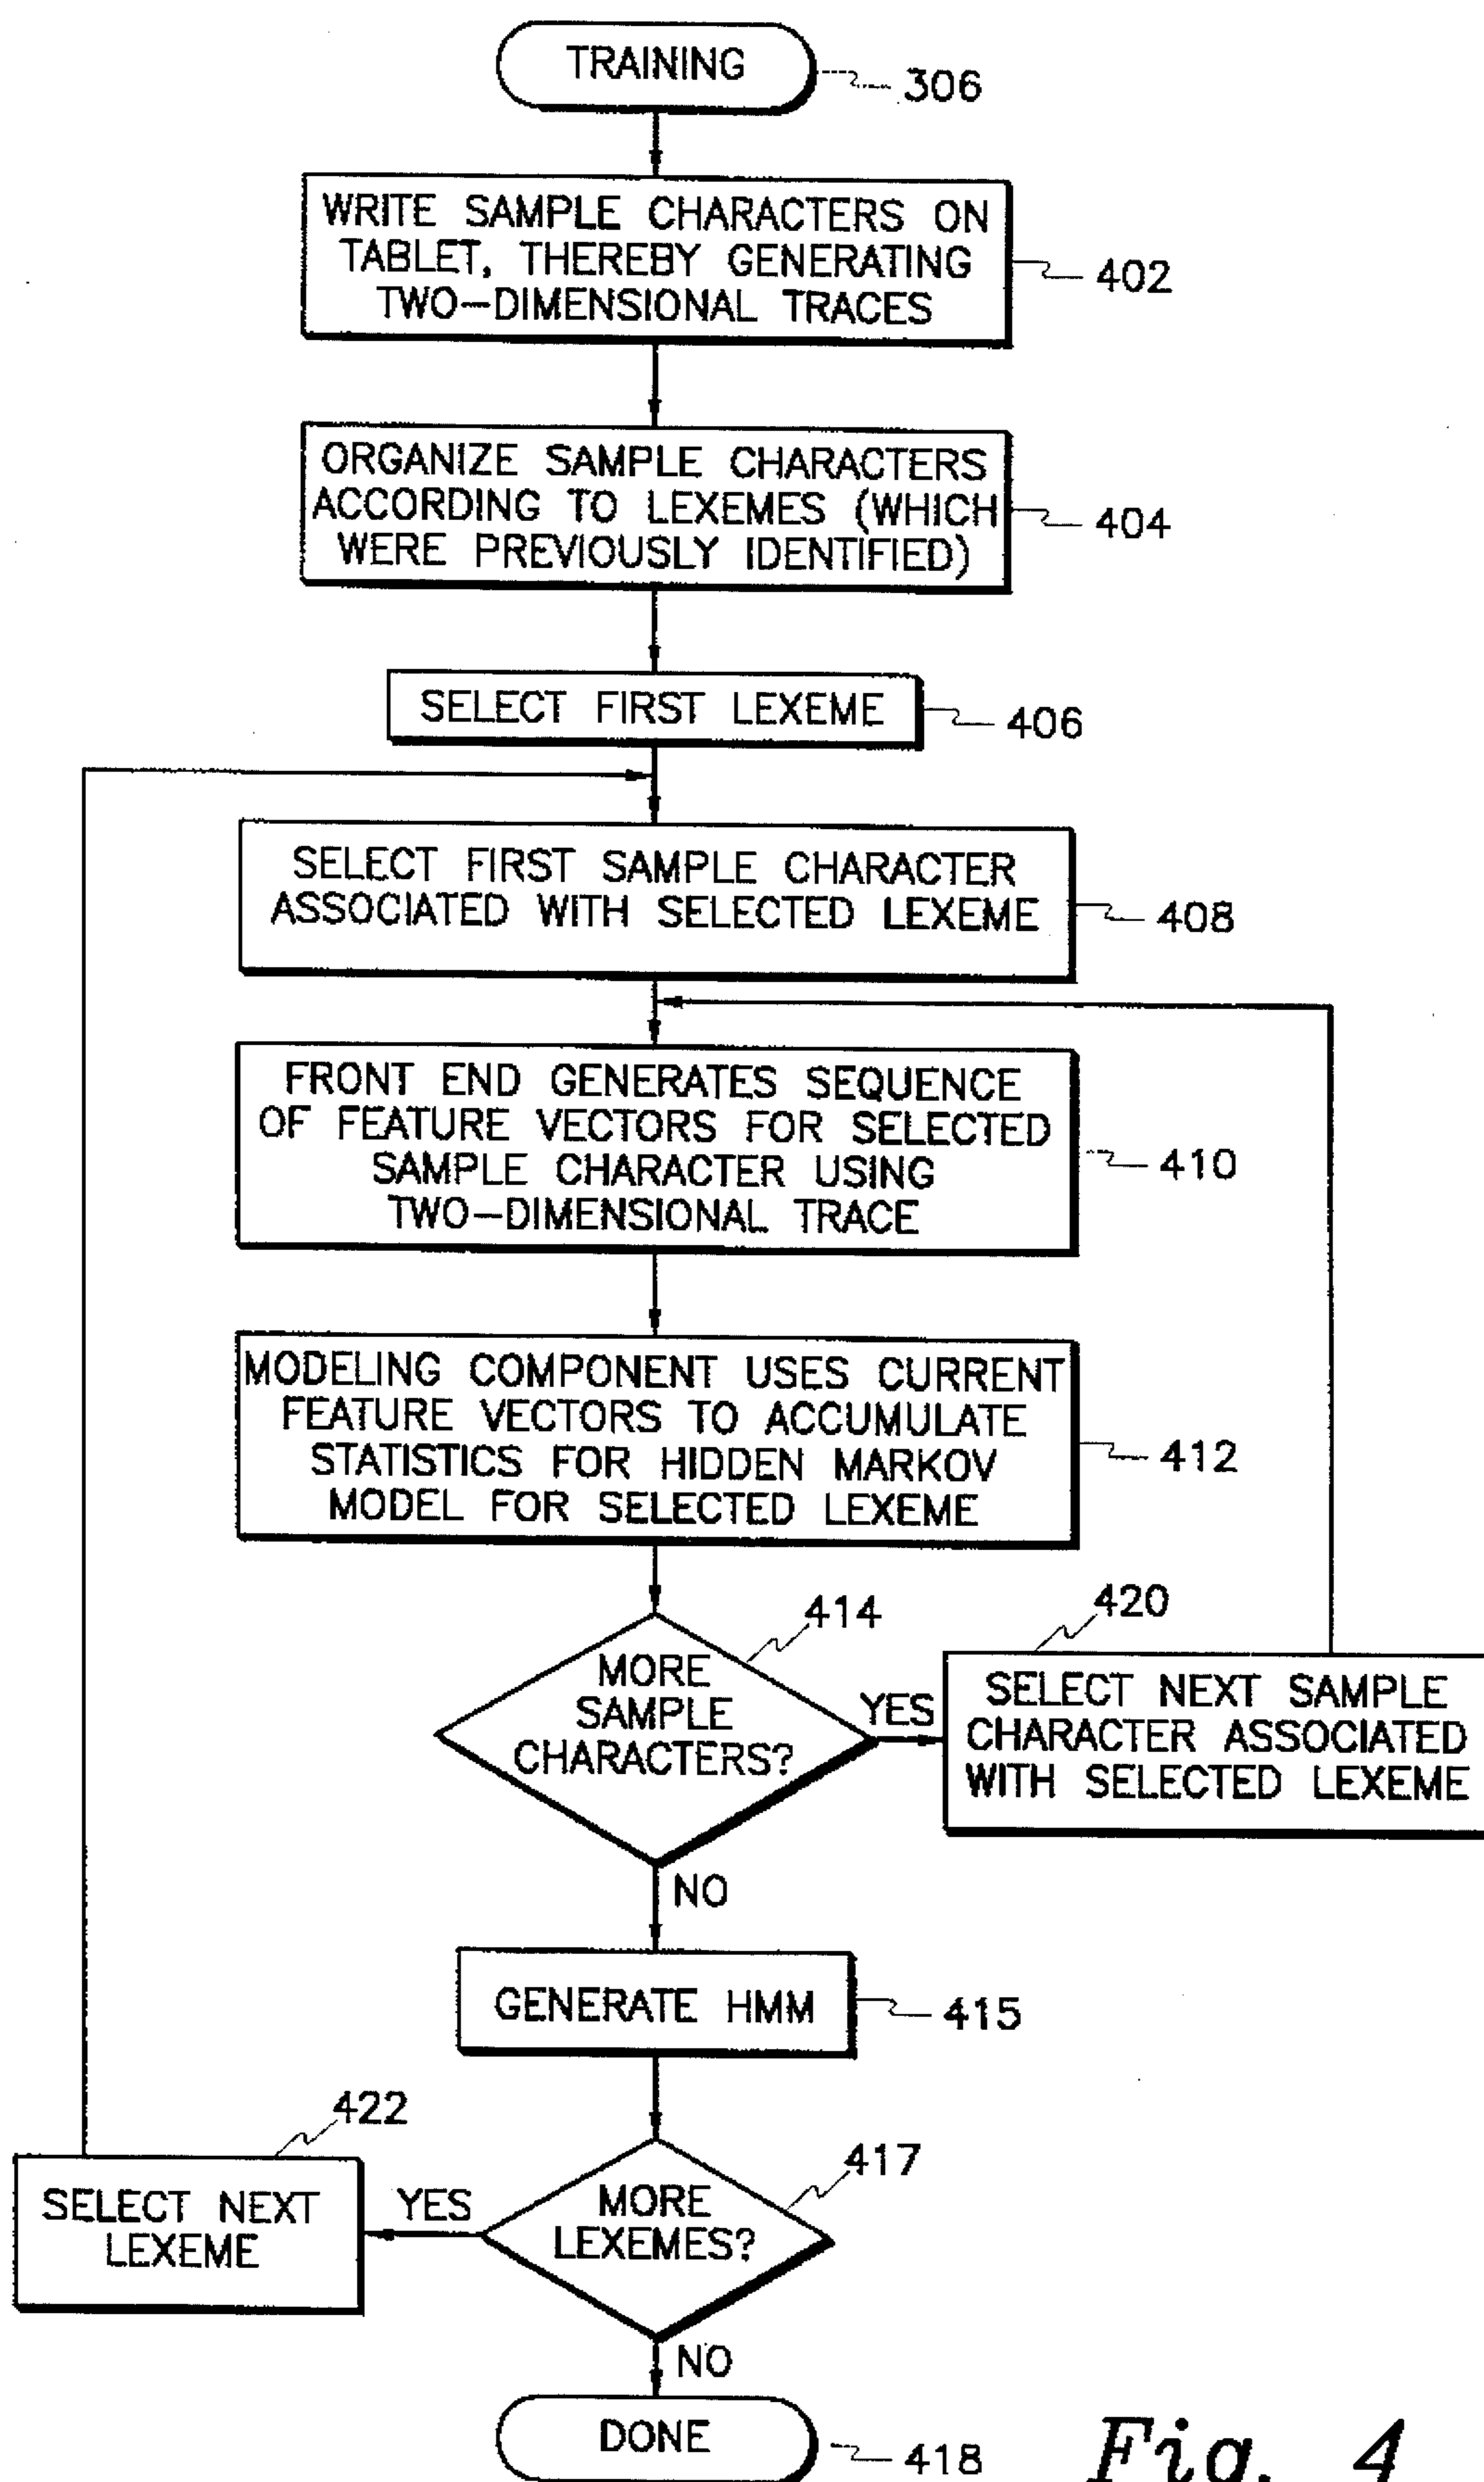 TRAINING
306
WRITE SAMPLE CHARACTERS ON
TABLET, THEREBY GENERATING
TWO-DIMENSIONAL TRACES
402
ORGANIZE SAMPLE CHARACTERS
ACCORDING TO LEXEMES (WHICH
WERE PREVIOUSLY IDENTIFIED)
404
SELECT FIRST LEXEME
406
SELECT FIRST SAMPLE CHARACTER
ASSOCIATED WITH SELECTED LEXEME
408
FRONT END GENERATES SEQUENCE
OF FEATURE VECTORS FOR SELECTED
SAMPLE CHARACTER USING
TWO-DIMENSIONAL TRACE
410
MODELING COMPONENT USES CURRENT
FEATURE VECTORS TO ACCUMULATE
STATISTICS FOR HIDDEN MARKOV
MODEL FOR SELECTED LEXEME
412
414
MORE
SAMPLE
CHARACTERS?
YES
420
SELECT NEXT SAMPLE
CHARACTER ASSOCIATED
WITH SELECTED LEXEME
NO
GENERATE HMM
415
422
SELECT NEXT
LEXEME
YES
417
MORE
LEXEMES?
NO
DONE
418
Fig. 4